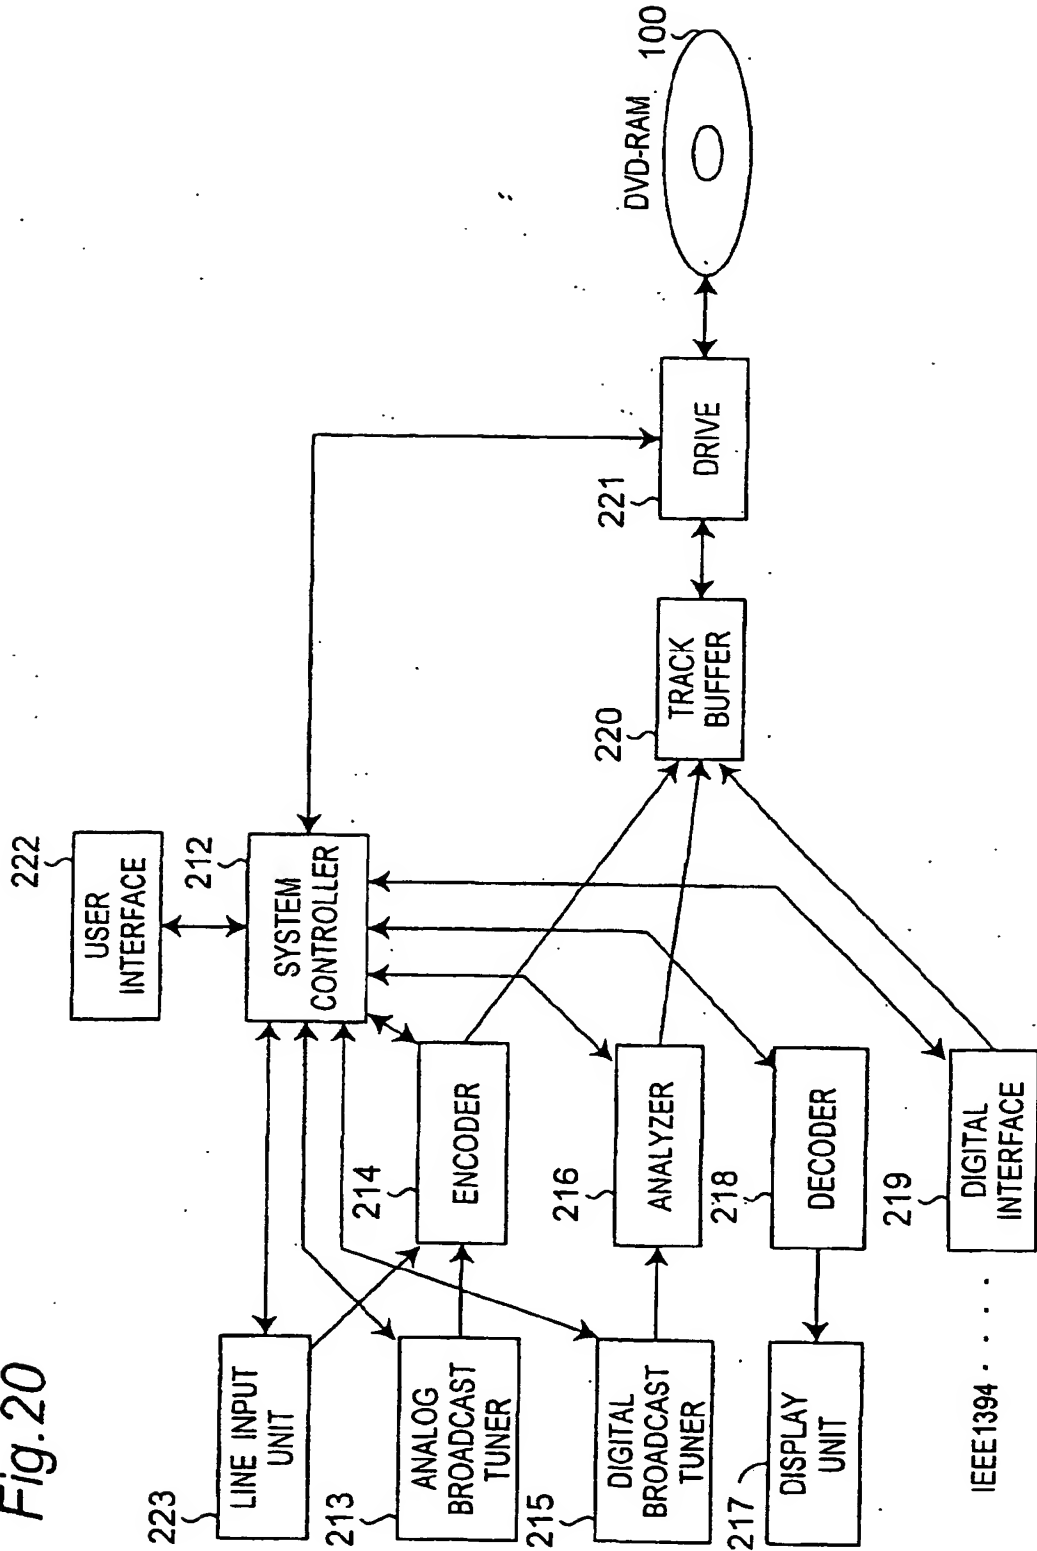 Fig.20
222
USER
INTERFACE
212
SYSTEM
CONTROLLER
223
LINE INPUT
UNIT
213
ANALOG
BROADCAST
TUNER
214
ENCODER
215
DIGITAL
BROADCAST
TUNER
216
ANALYZER
217
DISPLAY
UNIT
218
DECODER
IEEE1394
219
DIGITAL
INTERFACE
220
TRACK
BUFFER
221
DRIVE
DVD-RAM
100